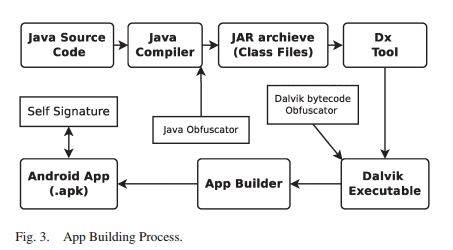 Java Source
Code
Java
Compiler
JAR archieve
(Class Files)
Dx
Tool
Self Signature
Java Obfuscator
Dalvik bytecode
Obfuscator
Android App
(.apk)
App Builder
Dalvik
Executable
Fig. 3. App Building Process.